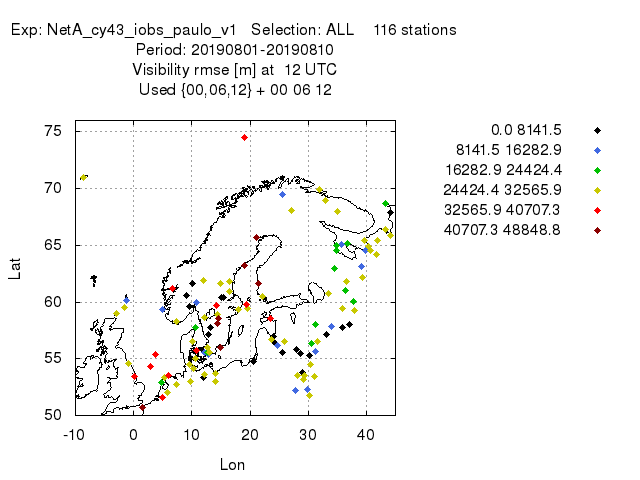 Exp: NetA_cy43_iobs_paulo_v1 Selection: ALL 116 stations
Period: 20190801-20190810
Visibility rmse [m] at 12 UTC
Used {00,06,12} + 00 06 12
75
70
65
60
55
50
-10 0 10 20 30 40
Lat
Lon
0.0 8141.5
8141.5 16282.9
16282.9 24424.4
24424.4 32565.9
32565.9 40707.3
40707.3 48848.8